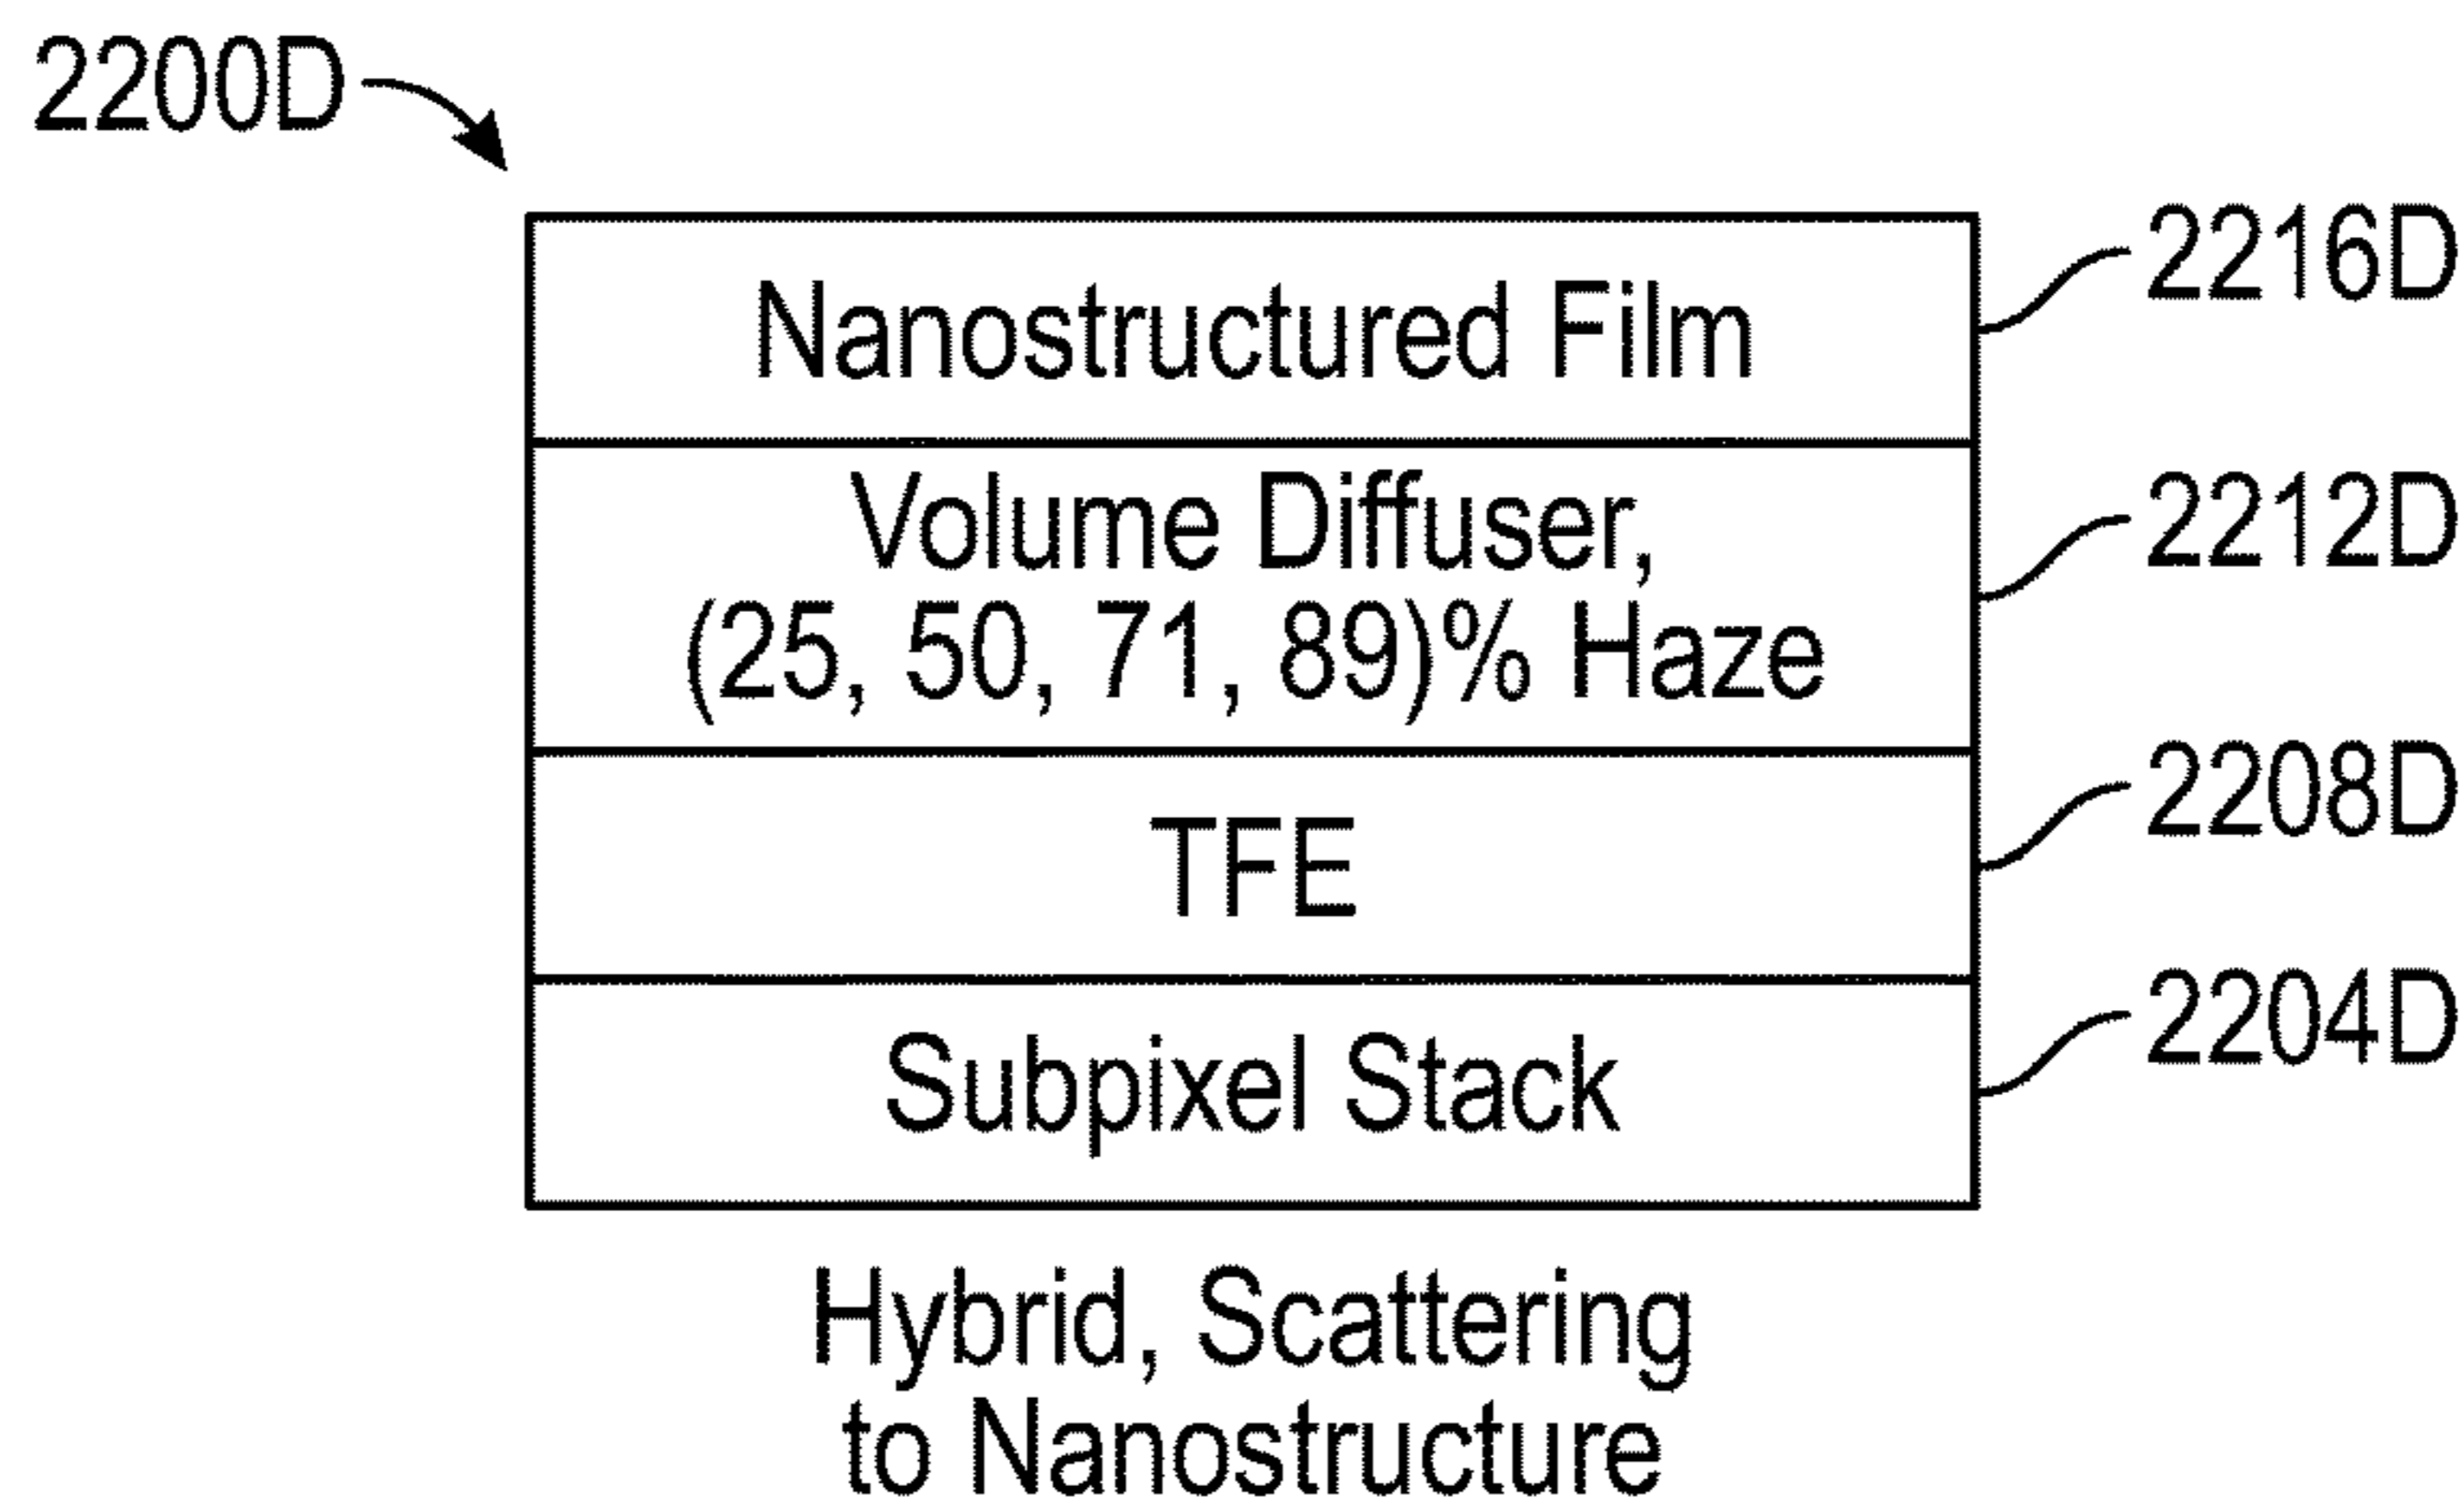 2200D
Nanostructured Film
2216D
Volume Diffuser,
(25, 50, 71, 89)% Haze
2212D
TFE
2208D
Subpixel Stack
2204D
Hybrid, Scattering
to Nanostructure